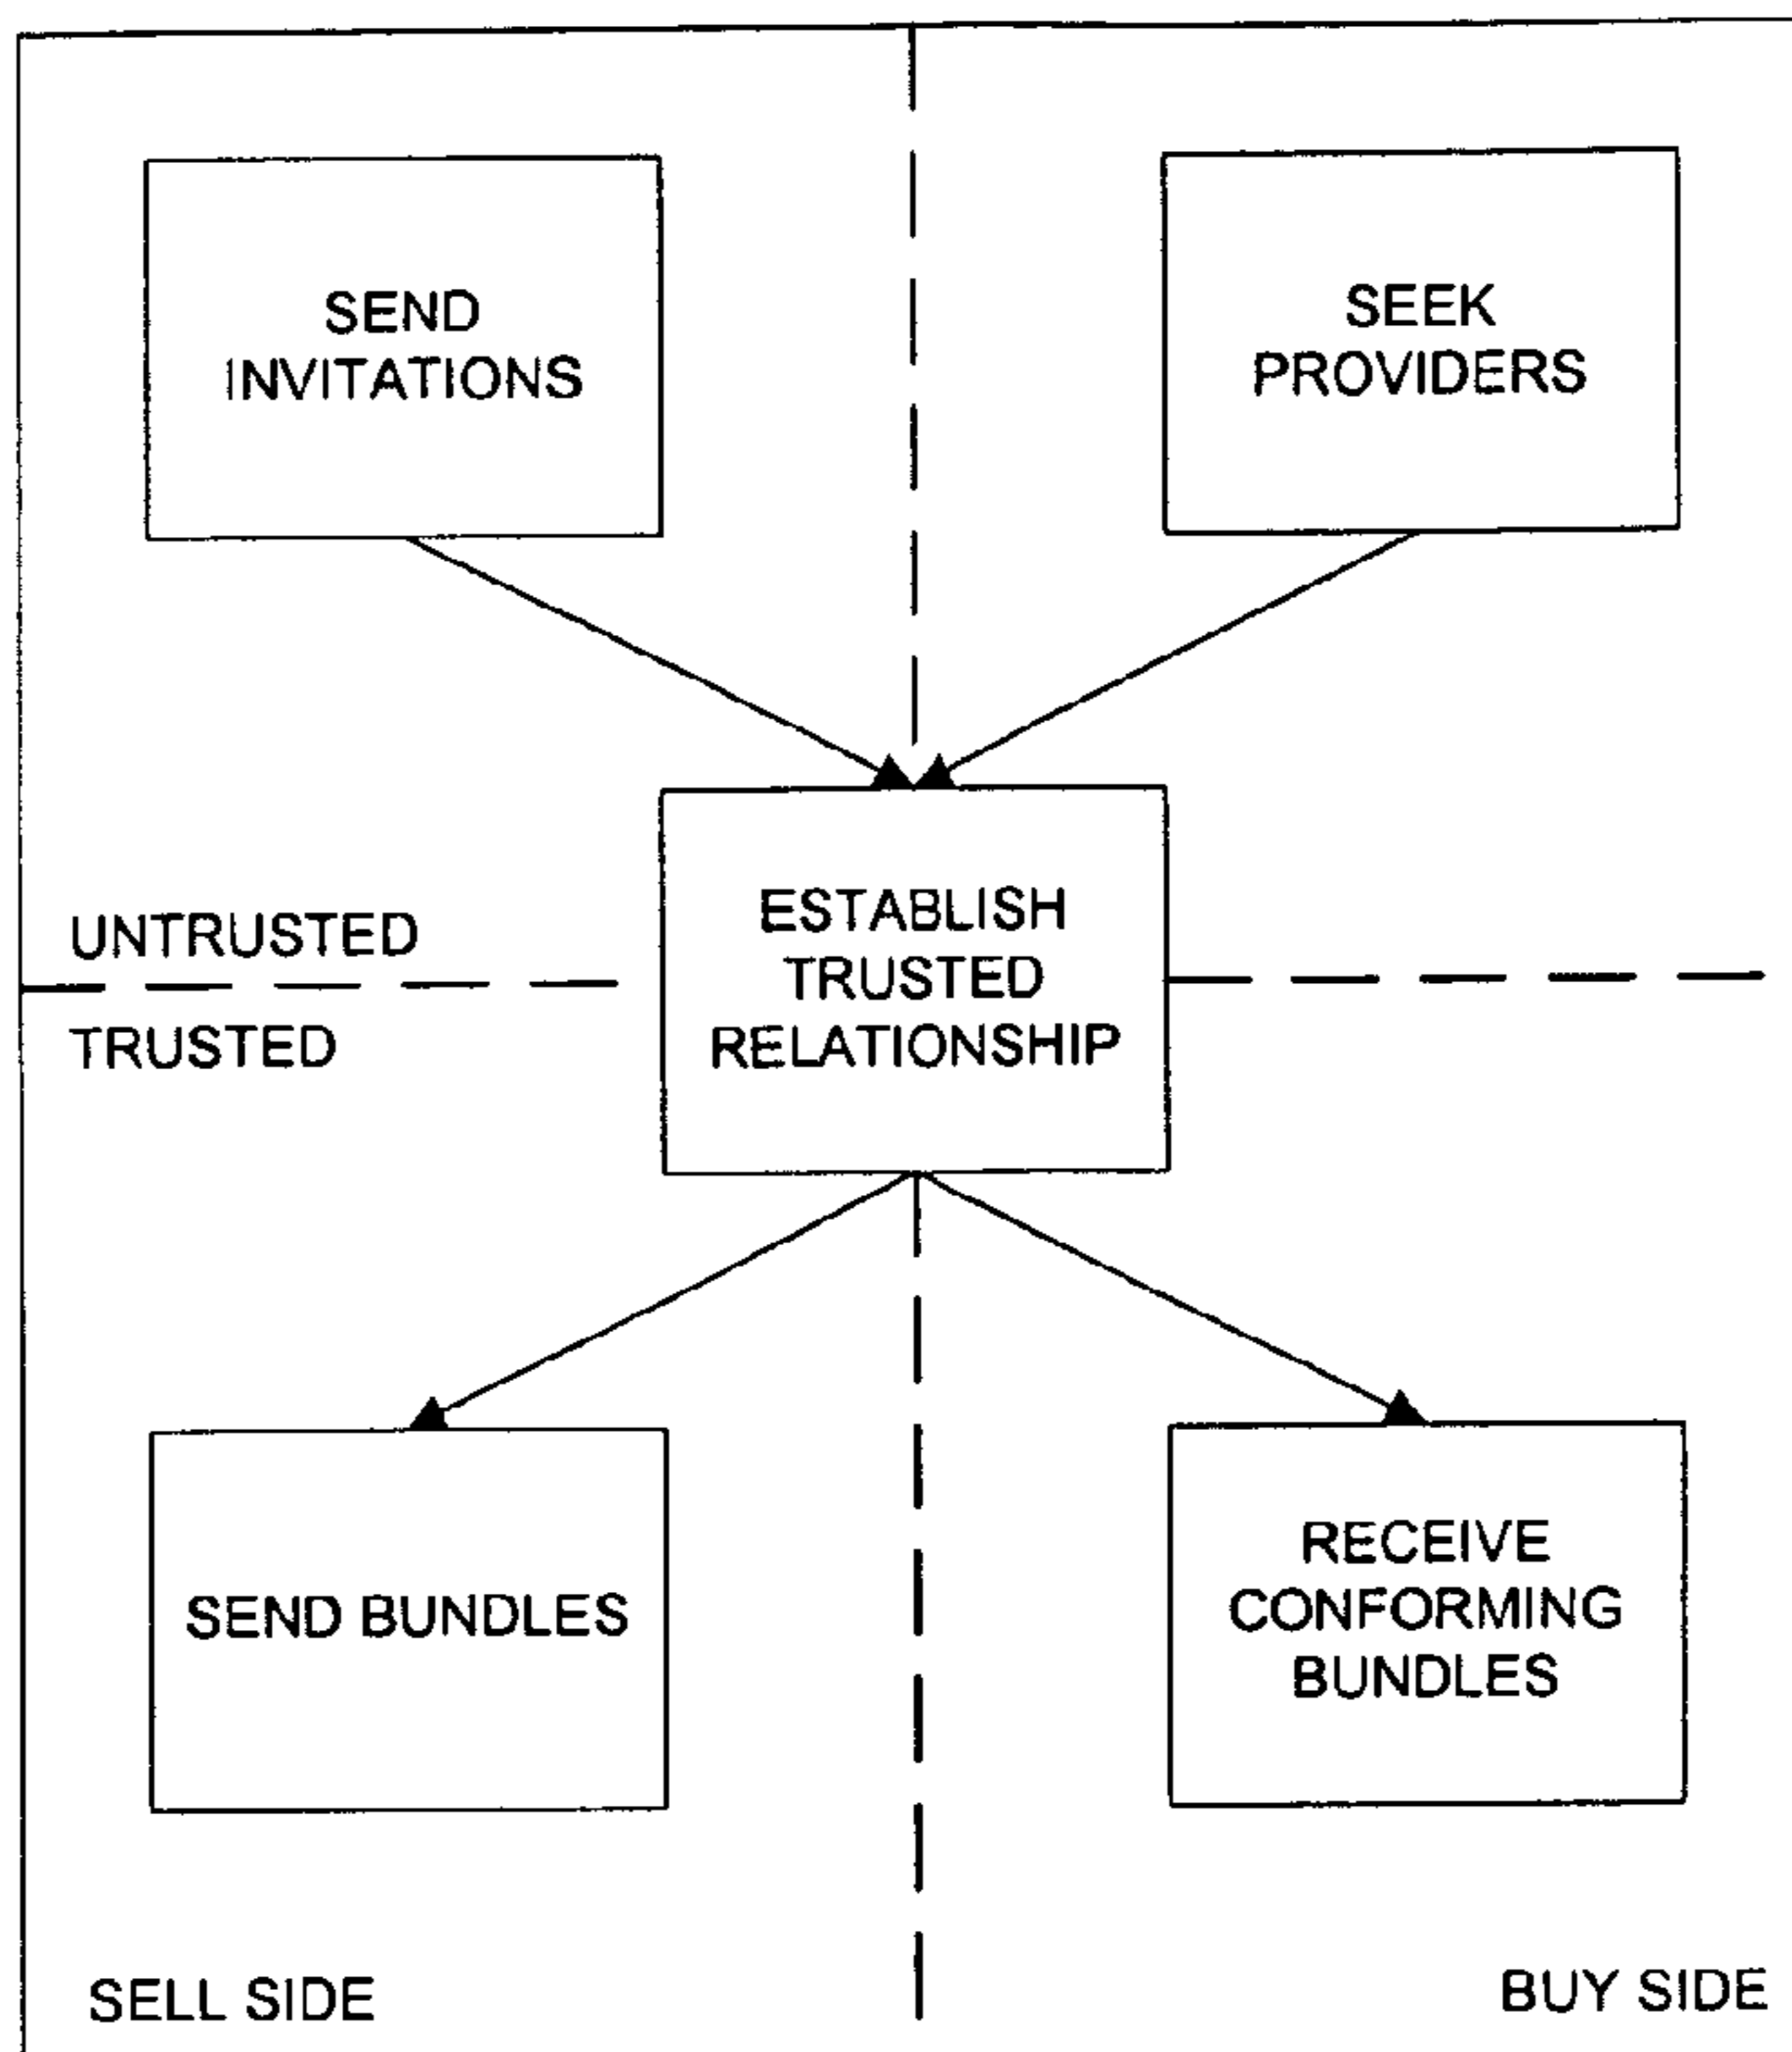 SEND
INVITATIONS
SEEK
PROVIDERS
ESTABLISH
TRUSTED
RELATIONSHIP
UNTRUSTED
TRUSTED
SEND BUNDLES
RECEIVE
CONFORMING
BUNDLES
SELL SIDE
BUY SIDE